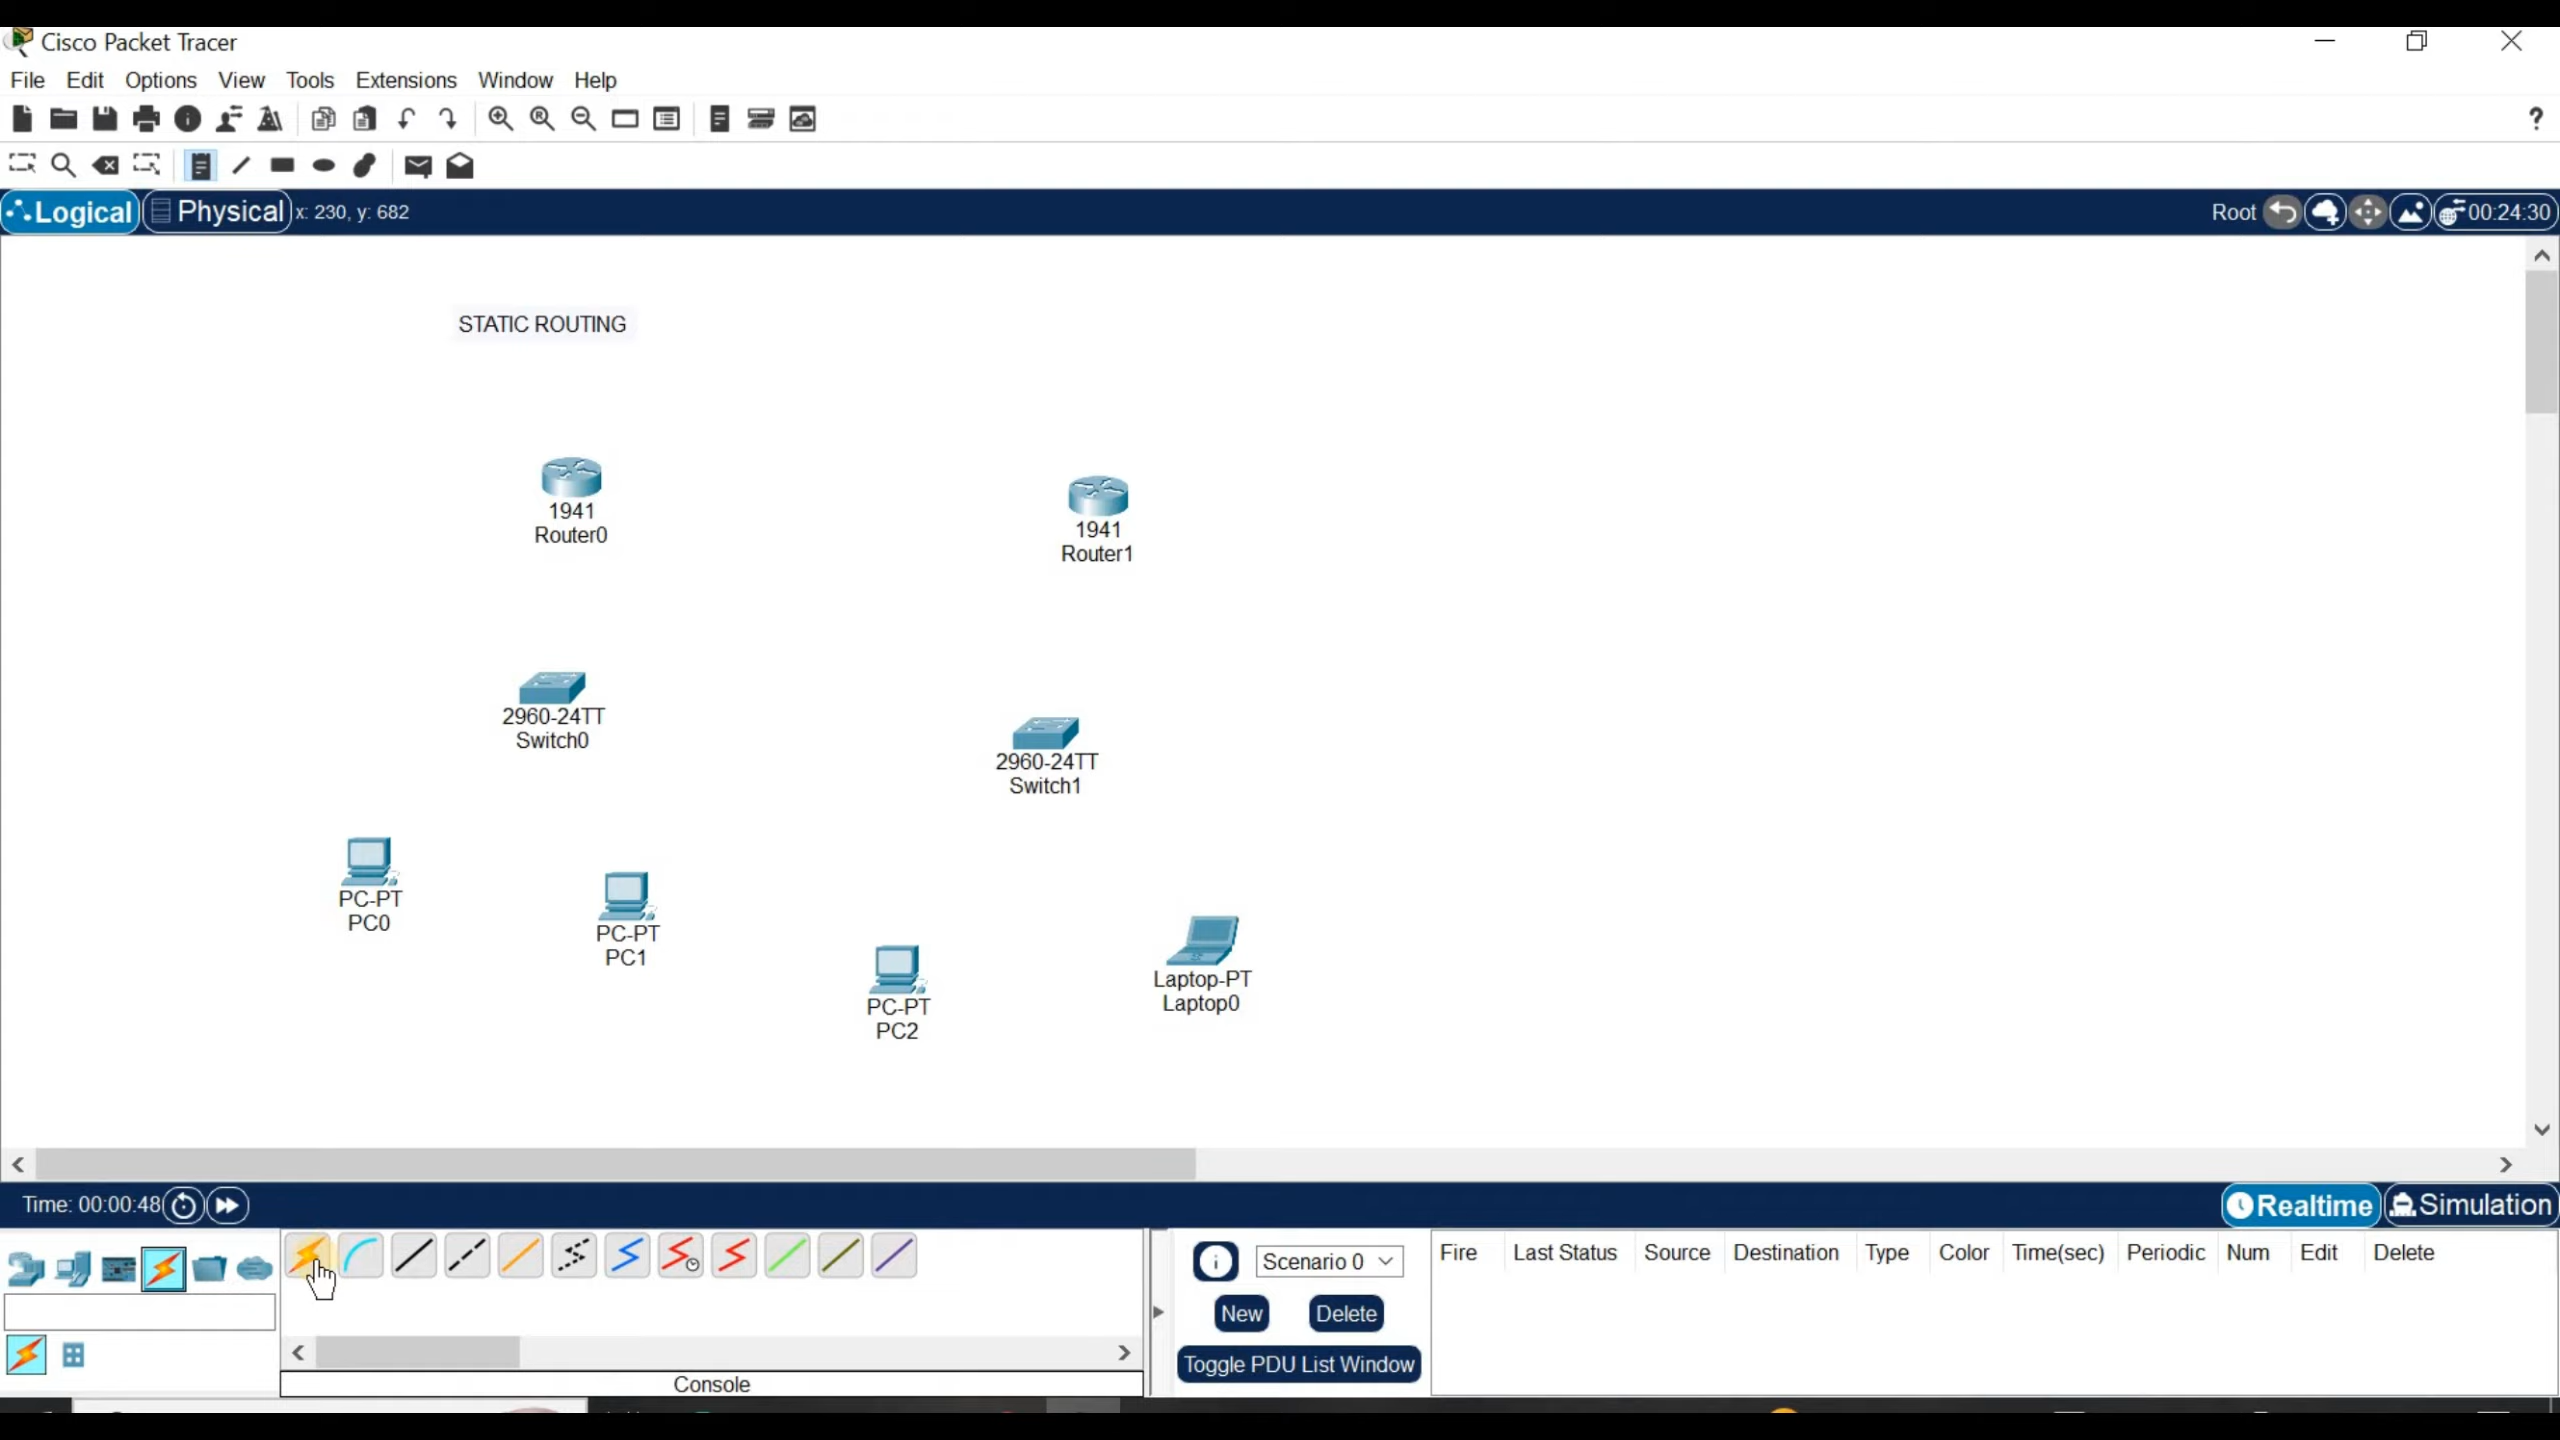 Cisco Packet Tracer
File Edit Options View Tools Extensions Window Help
?
Logical Physical x: 230, y: 682 Root 00:24:30
STATIC ROUTING
1941
Router0
1941
Router1
2960-24TT
Switch0
2960-24TT
Switch1
PC-PT
PC0
PC-PT
PC1
PC-PT
PC2
Laptop-PT
Laptop0
Time: 00:00:48 Realtime Simulation
Scenario 0
New Delete
Toggle PDU List Window
Fire Last Status Source Destination Type Color Time(sec) Periodic Num Edit Delete
Console